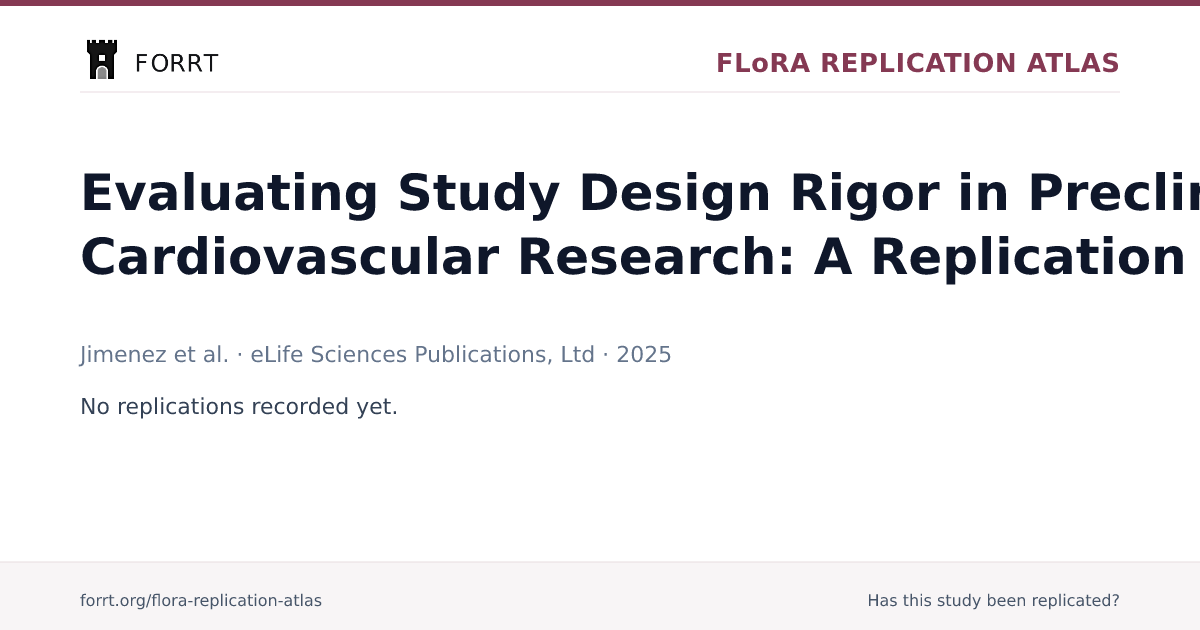 FORRT
FLoRA REPLICATION ATLAS
Evaluating Study Design Rigor in
Cardiovascular Research: A Replication
Jimenez et al. · eLife Sciences Publications, Ltd · 2025
No replications recorded yet.
forrt.org/flora-replication-atlas
Has this study been replicated?